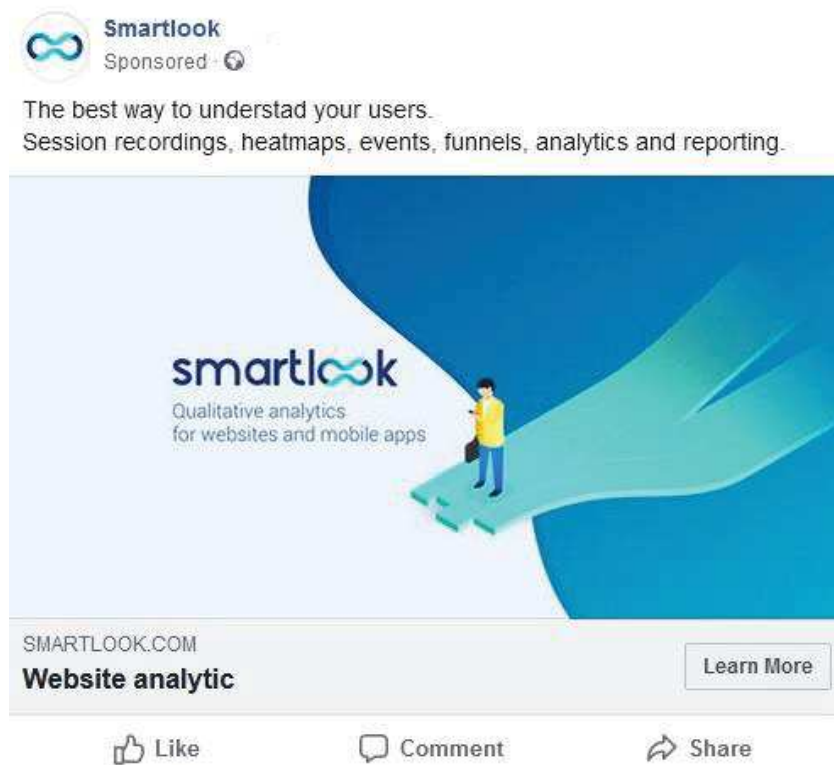 Smartlook
Sponsored ·
The best way to understad your users.
Session recordings, heatmaps, events, funnels, analytics and reporting.
smartlook
Qualitative analytics
for websites and mobile apps
SMARTLOOK.COM
Website analytic
Learn More
Like Comment Share